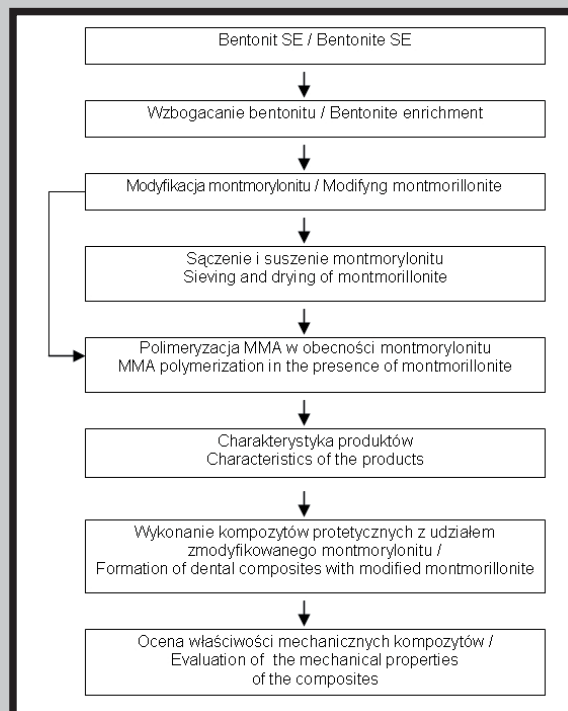 Bentonit SE / Bentonite SE
Wzbogacanie bentonitu / Bentonite enrichment
Modyfikacja montmorylonitu / Modifyng montmorillonite
Sączenie i suszenie montmorylonitu
Sieving and drying of montmorillonite
Polimeryzacja MMA w obecności montmorylonitu
MMA polymerization in the presence of montmorillonite
Charakterystyka produktów
Characteristics of the products
Wykonanie kompozytów protetycznych z udziałem
zmodyfikowanego montmorylonitu /
Formation of dental composites with modified montmorillonite
Ocena właściwości mechanicznych kompozytów /
Evaluation of the mechanical properties
of the composites